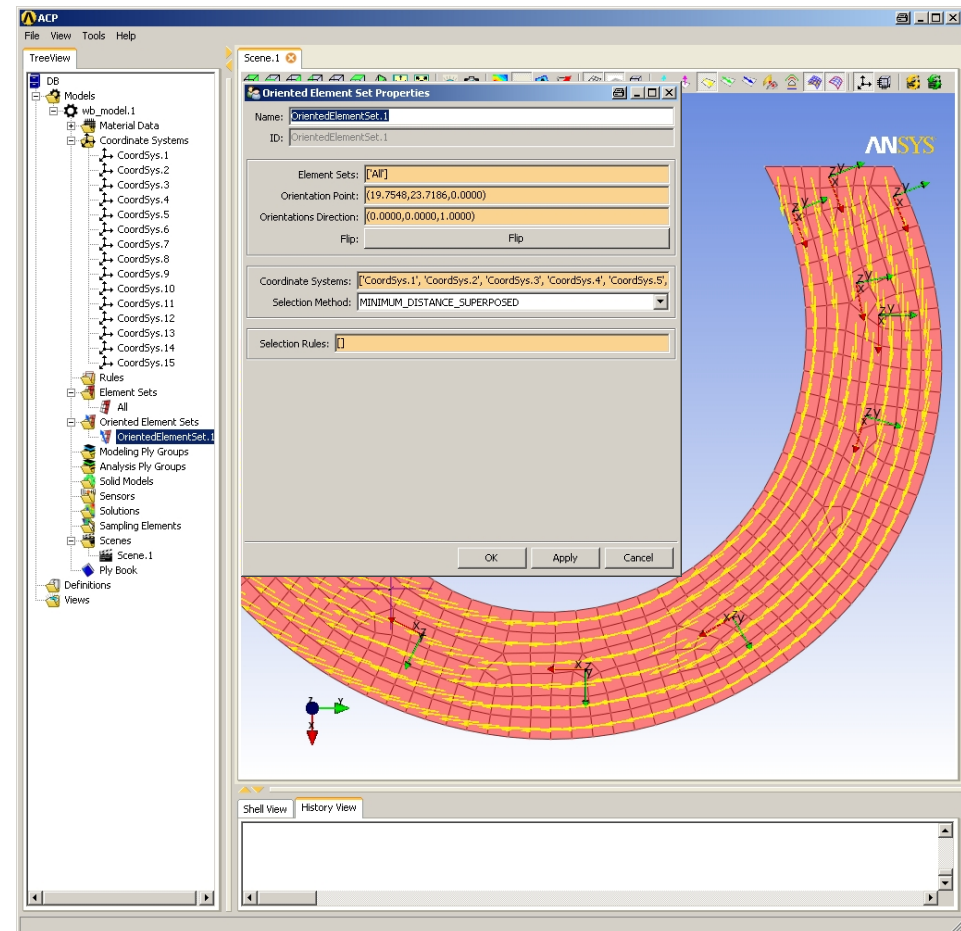 ACP
File View Tools Help
TreeView
DB
Models
wb_model.1
Material Data
Coordinate Systems
CoordSys.1
CoordSys.2
CoordSys.3
CoordSys.4
CoordSys.5
CoordSys.6
CoordSys.7
CoordSys.8
CoordSys.9
CoordSys.10
CoordSys.11
CoordSys.12
CoordSys.13
CoordSys.14
CoordSys.15
Rules
Element Sets
All
Oriented Element Sets
OrientedElementSet.1
Modeling Ply Groups
Analysis Ply Groups
Solid Models
Sensors
Solutions
Sampling Elements
Scenes
Scene.1
Ply Book
Definitions
Views
Scene.1
Oriented Element Set Properties
Name: OrientedElementSet.1
ID: OrientedElementSet.1
Element Sets: ['All']
Orientation Point: (19.7548,23.7186,0.0000)
Orientations Direction: (0.0000,0.0000,1.0000)
Flip: Flip
Coordinate Systems: ['CoordSys.1', 'CoordSys.2', 'CoordSys.3', 'CoordSys.4', 'CoordSys.5',
Selection Method: MINIMUM_DISTANCE_SUPERPOSED
Selection Rules: []
OK Apply Cancel
ANSYS
z y
x
z y
x
z y
x
z y
x
z y
x
z y
x
x z y
x z
x z
y
z y
x
Shell View History View